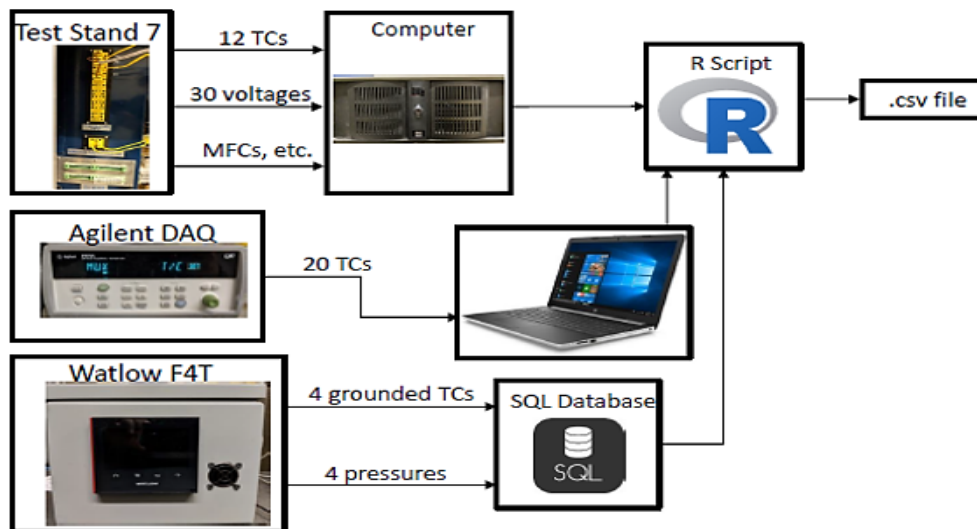 Test Stand 7
12 TCs
30 voltages
MFCs, etc.
Computer
R Script
R
.csv file
Agilent DAQ
MUX
T/C
20 TCs
Watlow F4T
4 grounded TCs
4 pressures
SQL Database
SQL